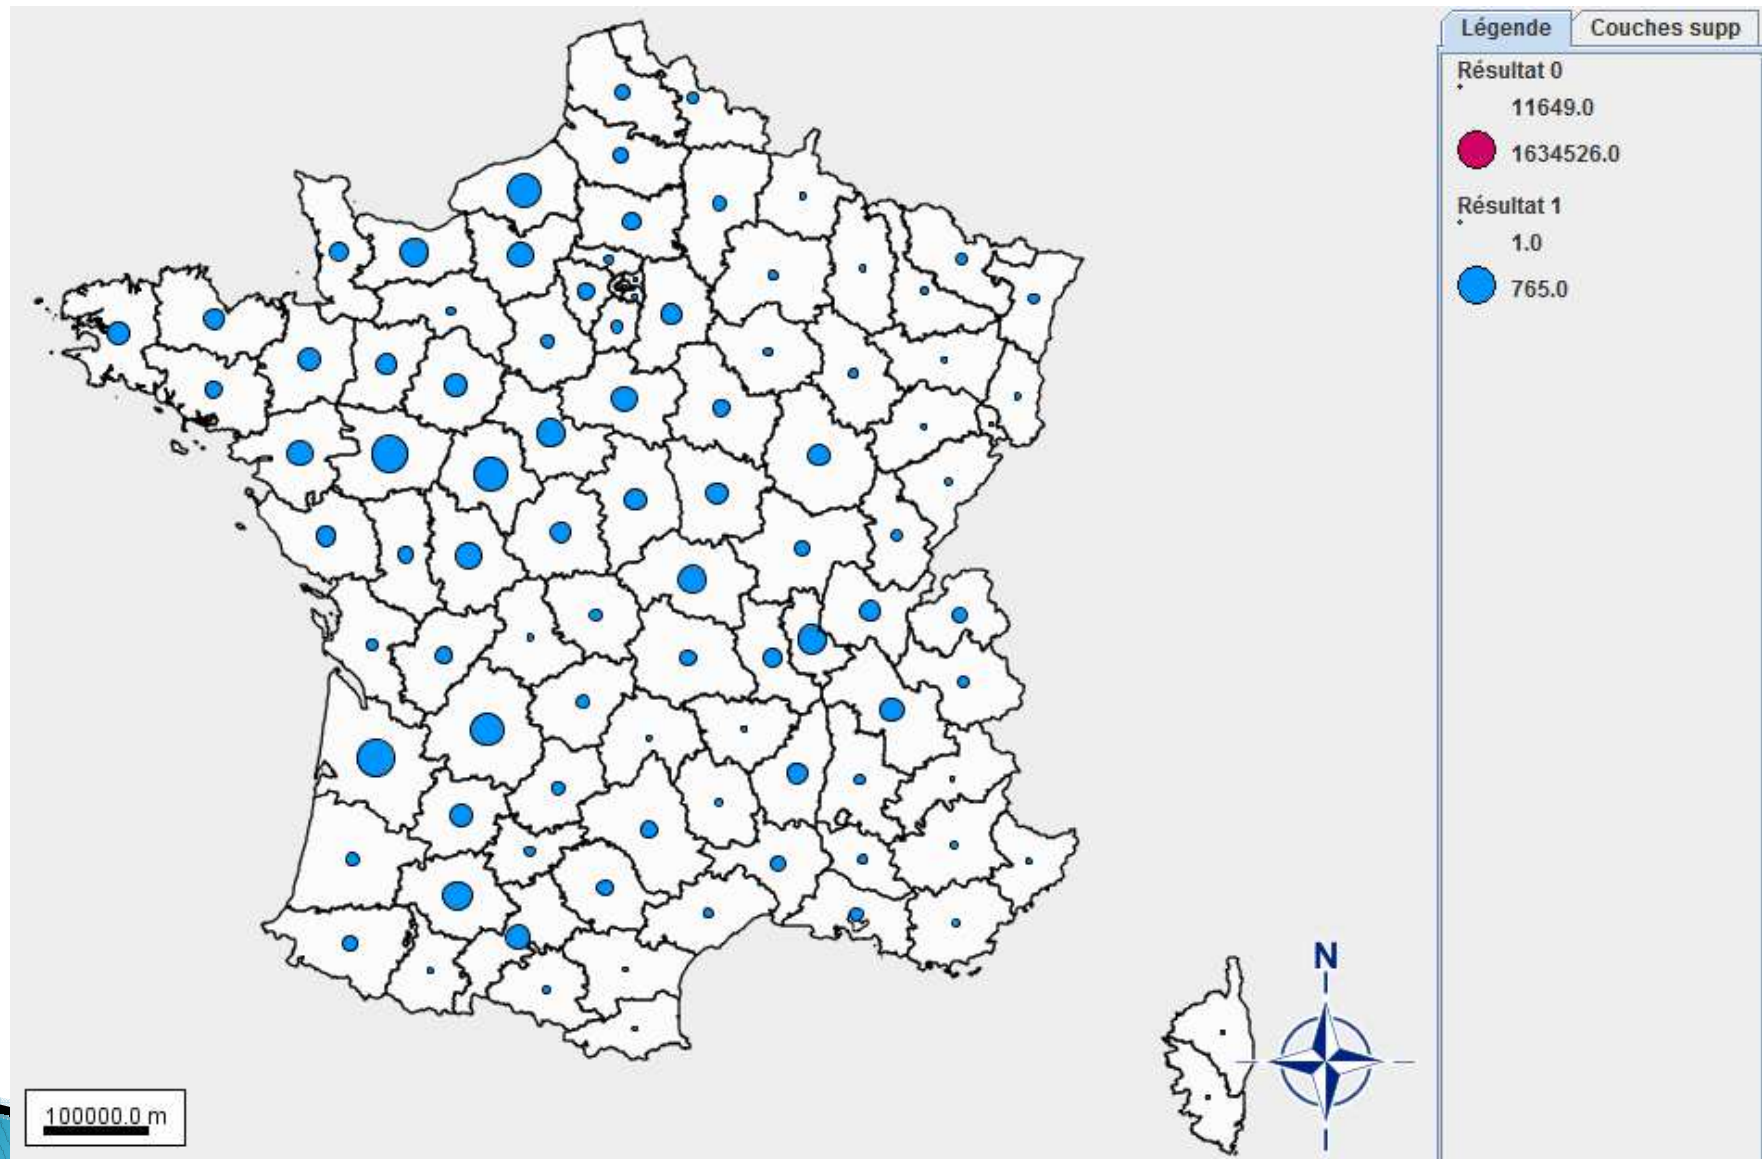 Légende Couches supp
Résultat 0
11649.0
1634526.0
Résultat 1
1.0
765.0
N
100000.0 m